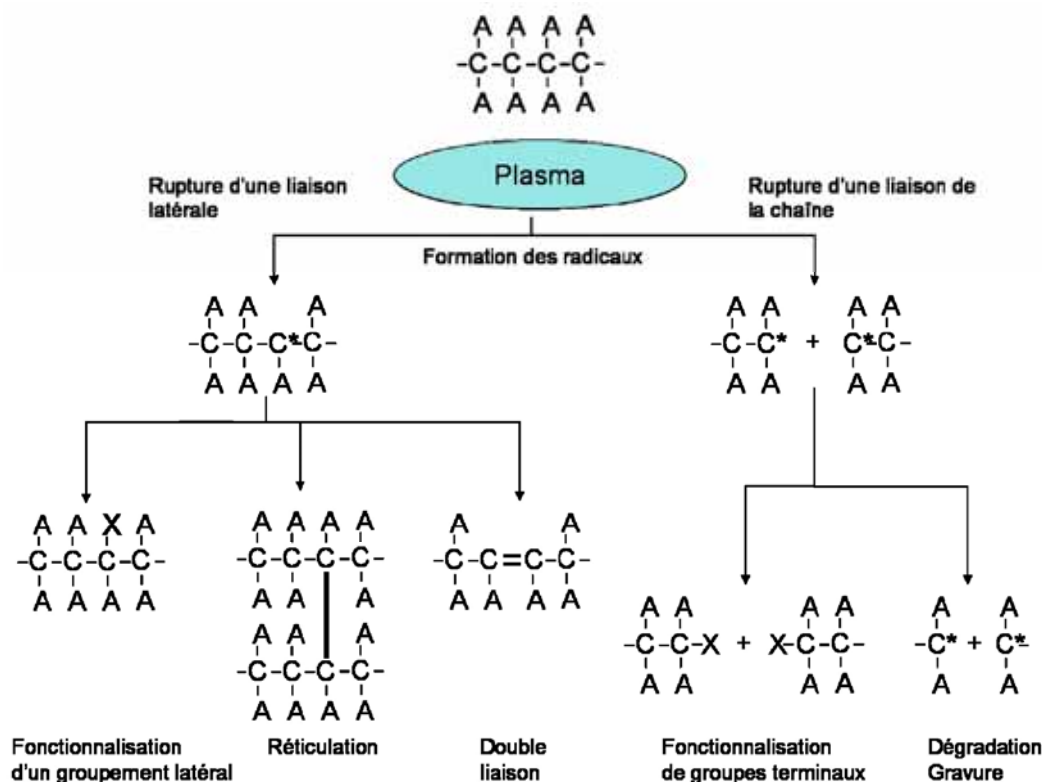 A A A A
-C-C-C-C-
A A A A
Plasma
Rupture d'une liaison
latérale
Rupture d'une liaison de
la chaîne
Formation des radicaux
A A A
-C-C-C*-C-
A A A A
A A
-C-C*
A A
+
A A
C*-C-
A A
A A X A
-C-C-C-C-
A A A A
A A A A
-C-C-C-C-
A A A
A A A
-C-C-C-C-
A A A A
A A
-C-C=C-C-
A A A A
A A
-C-C-X
A A
+
A A
X-C-C-
A A
A
-C*
A
+
A
C*-
A
Fonctionnalisation
d'un groupement latéral
Réticulation
Double
liaison
Fonctionnalisation
de groupes terminaux
Dégradation
Gravure